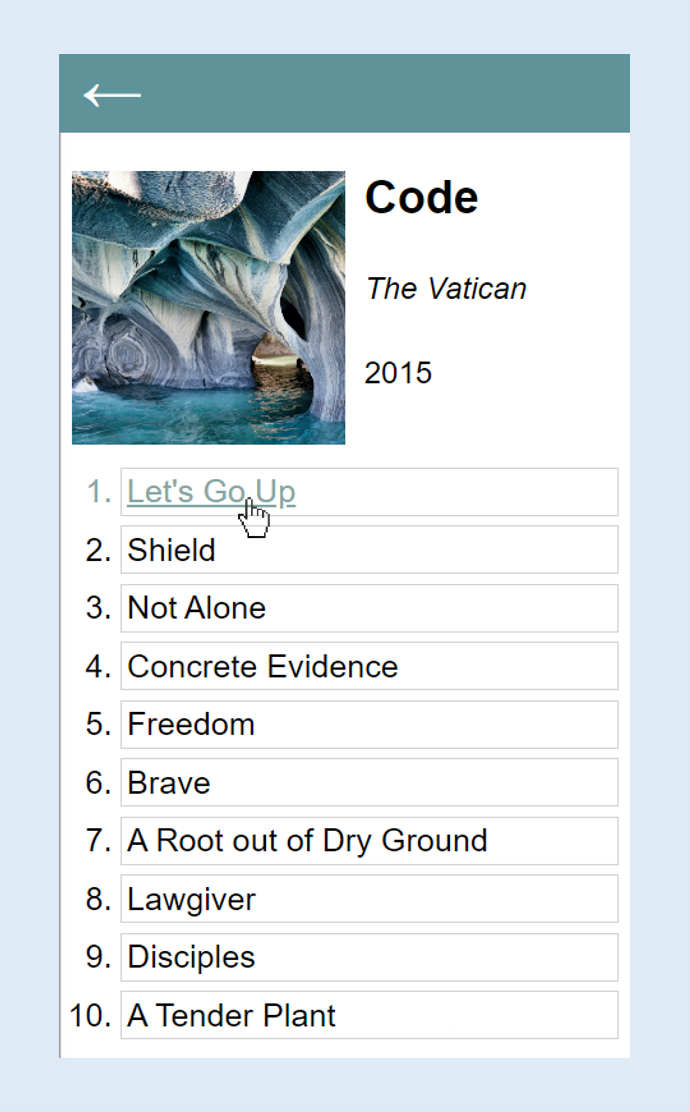 Code
The Vatican
2015
1. Let's Go Up
2. Shield
3. Not Alone
4. Concrete Evidence
5. Freedom
6. Brave
7. A Root out of Dry Ground
8. Lawgiver
9. Disciples
10. A Tender Plant